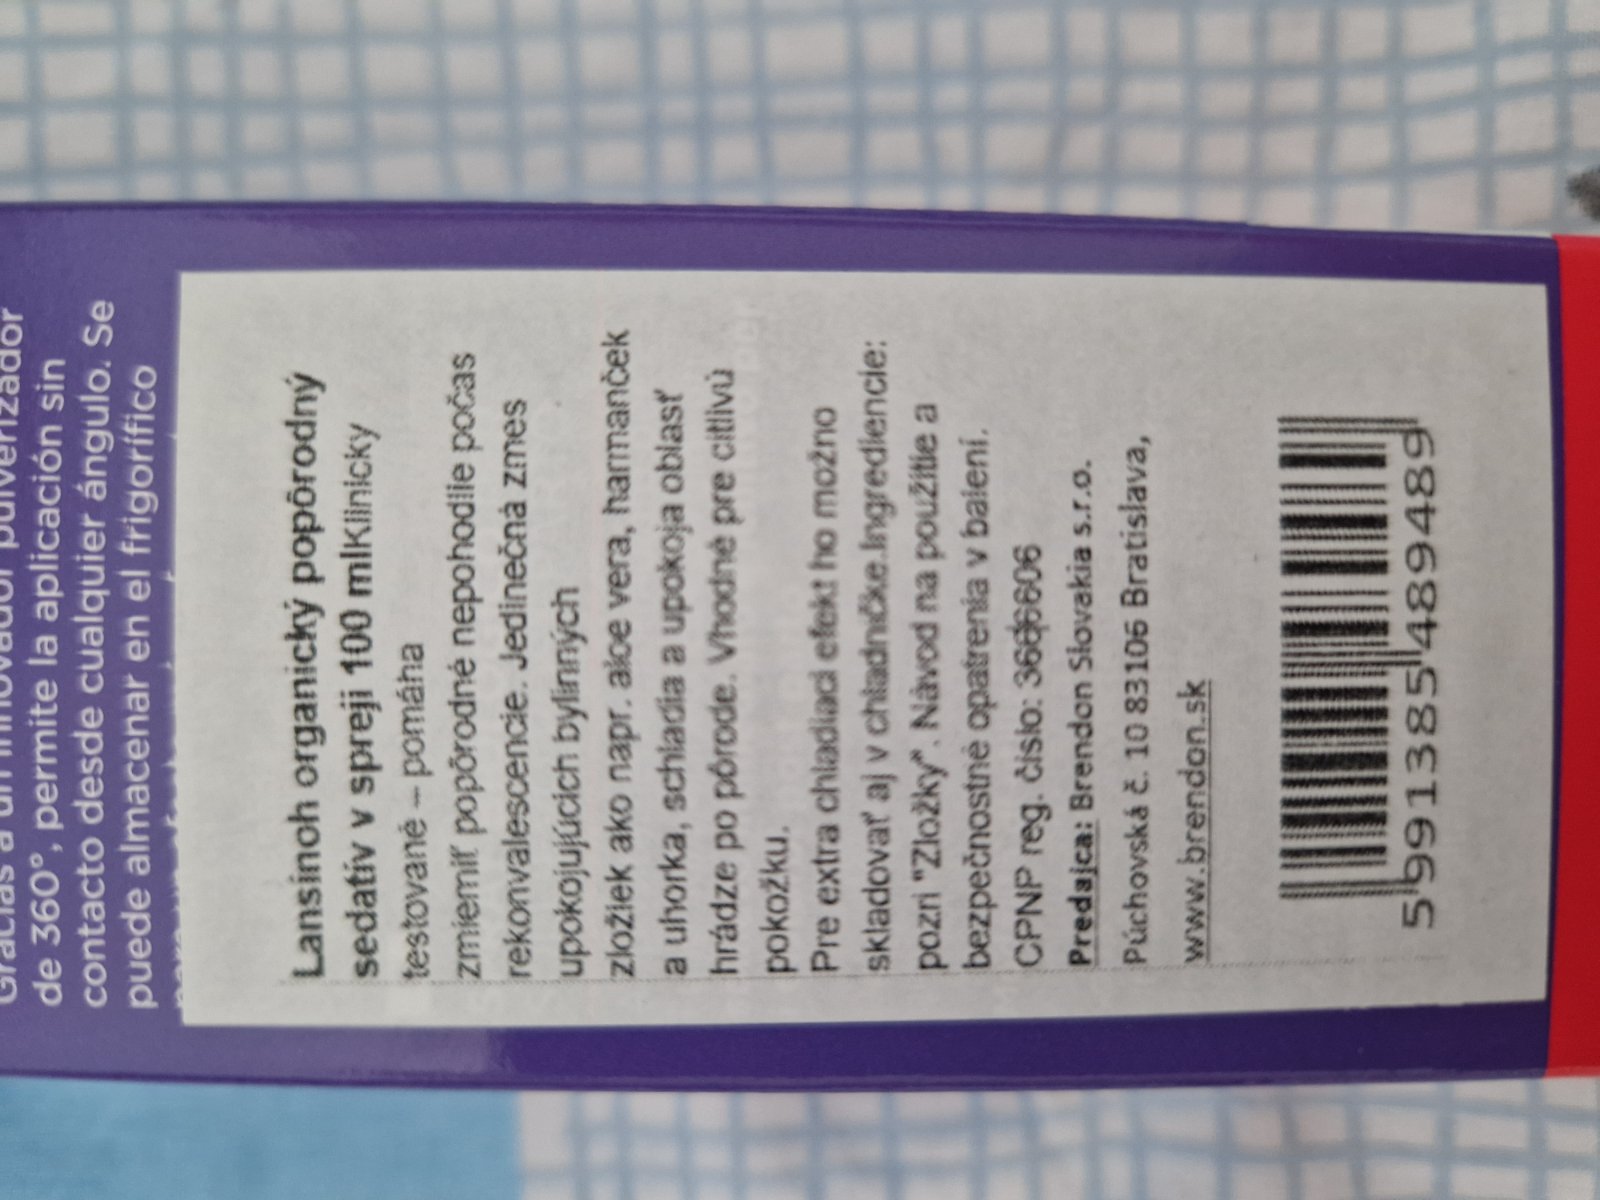 de 360°, permite la aplicación sin
contacto desde cualquier ángulo. Se
puede almacenar en el frigorífico
Lansinoh organický popôrodný
sedatív v spreji 100 mlKlinicky
testované – pomáha
zmierniť popôrodné nepohodlie počas
rekonvalescencie. Jedinečná zmes
upokojujúcich bylinných
zložiek ako napr. aloe vera, harmanček
a uhorka, schladia a upokoja oblasť
hrádze po pôrode. Vhodné pre citlivú
pokožku.
Pre extra chladiaci efekt ho možno
skladovať aj v chladničke.Ingrediencie:
pozri "Zložky". Návod na použitie a
bezpečnostné opatrenia v balení.
CPNP reg. číslo:
Predajca: Brendon Slovakia s.r.o.
Púchovská č. 10 83106 Bratislava,
www.brendon.sk
5991385489489